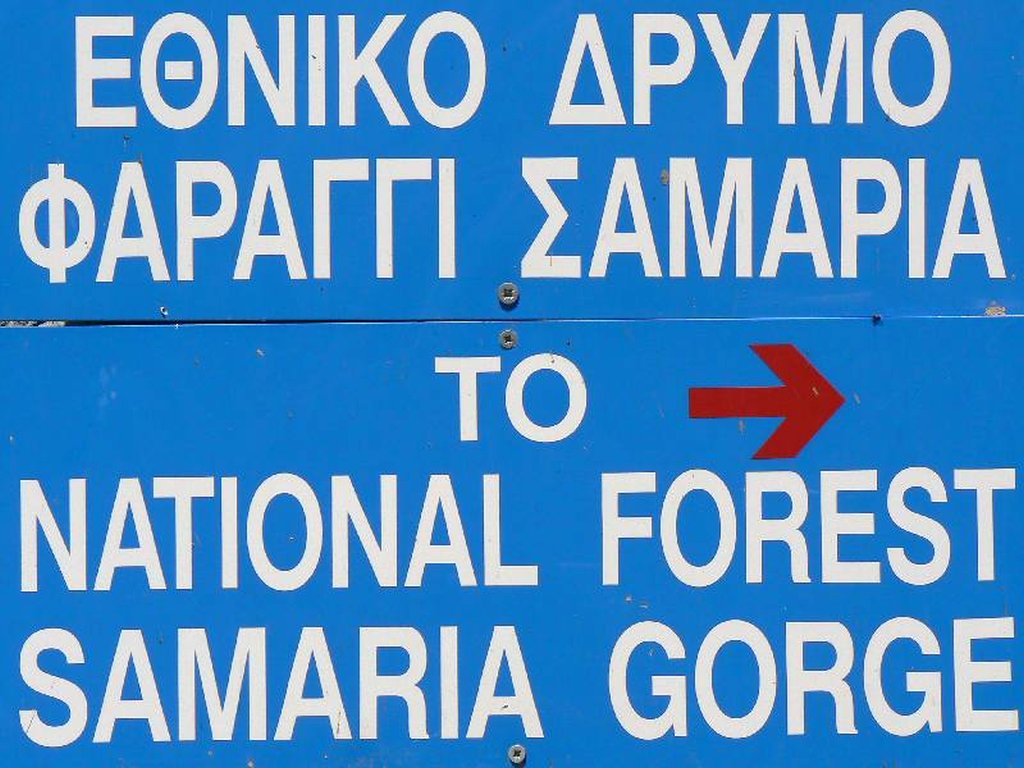 ΕΘΝΙΚΟ ΔΡΥΜΟ
ΦΑΡΑΓΓΙ ΣΑΜΑΡΙΑ
TO
NATIONAL FOREST
SAMARIA GORGE